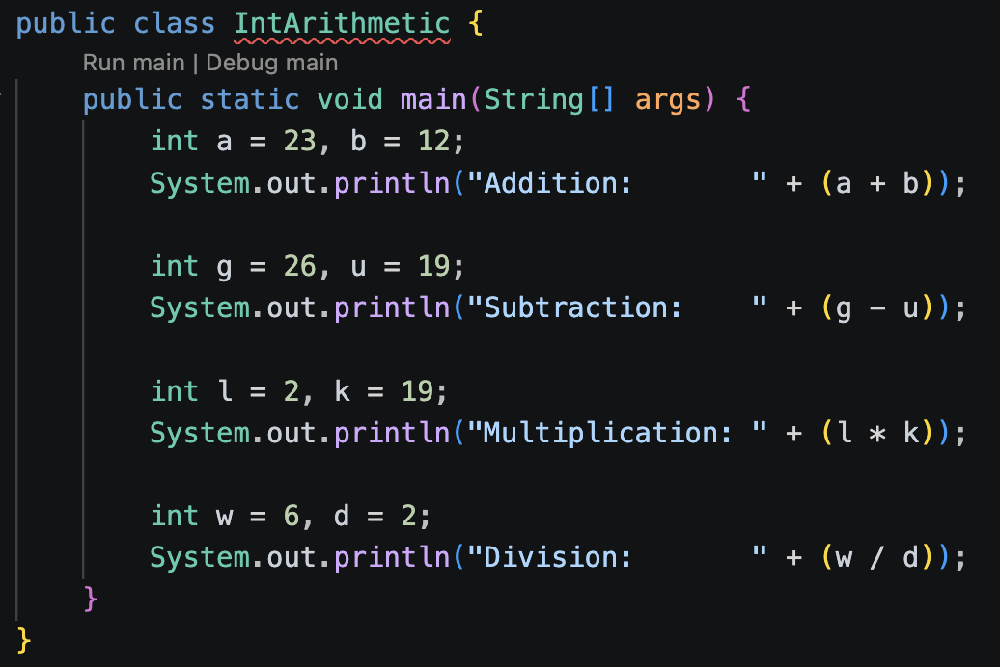 public class IntArithmetic {
    Run main | Debug main
    public static void main(String[] args) {
        int a = 23, b = 12;
        System.out.println("Addition:       " + (a + b));

        int g = 26, u = 19;
        System.out.println("Subtraction:    " + (g - u));

        int l = 2, k = 19;
        System.out.println("Multiplication: " + (l * k));

        int w = 6, d = 2;
        System.out.println("Division:       " + (w / d));
    }
}